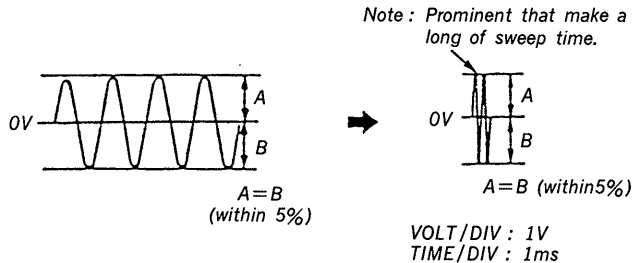 Note : Prominent that make a
long of sweep time.
A
0V
B
A=B
(within 5%)
A
0V
B
A=B (within5%)
VOLT/DIV : 1V
TIME/DIV : 1ms